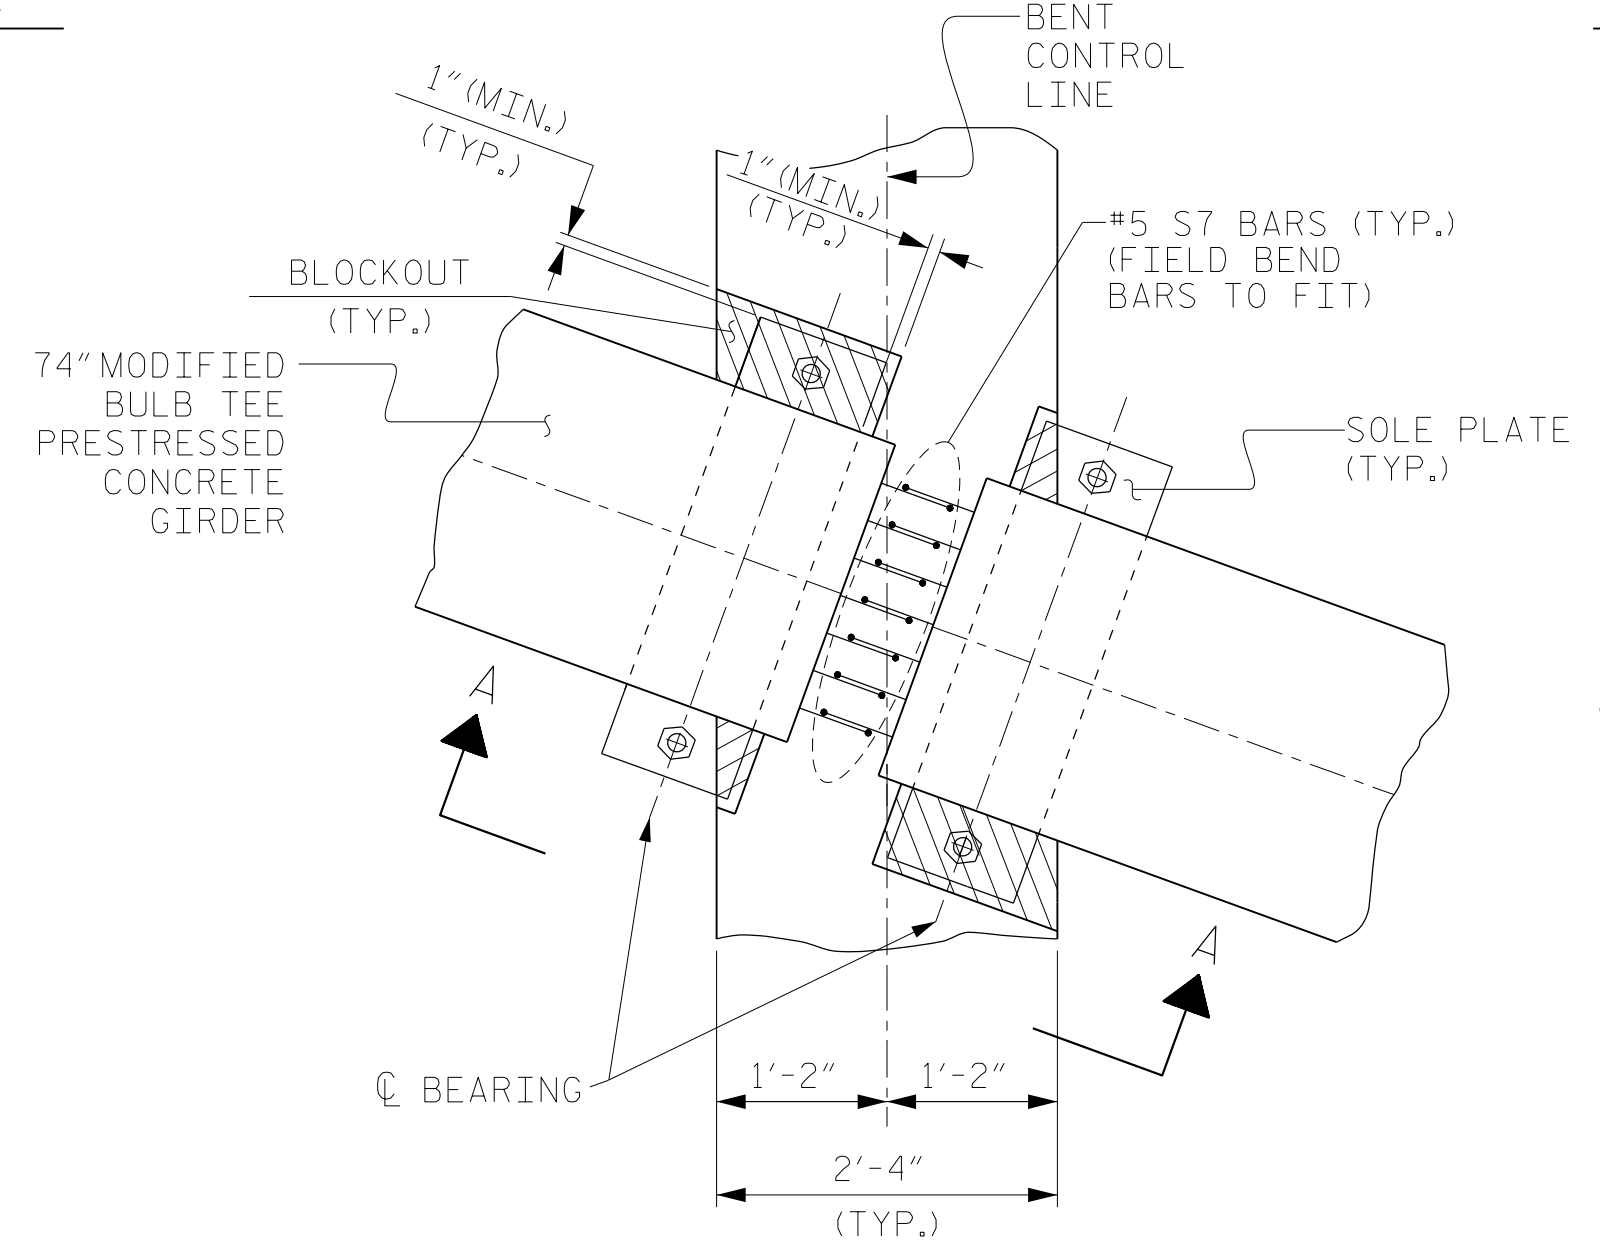 BENT
CONTROL
LINE
1" (MIN.)
(TYP.)
1" (MIN.)
(TYP.)
#5 S7 BARS (TYP.)
(FIELD BEND
BARS TO FIT)
BLOCKOUT
(TYP.)
74" MODIFIED
BULB TEE
PRESTRESSED
CONCRETE
GIRDER
SOLE PLATE
(TYP.)
A
A
℄ BEARING
1'-2"
1'-2"
2'-4"
(TYP.)